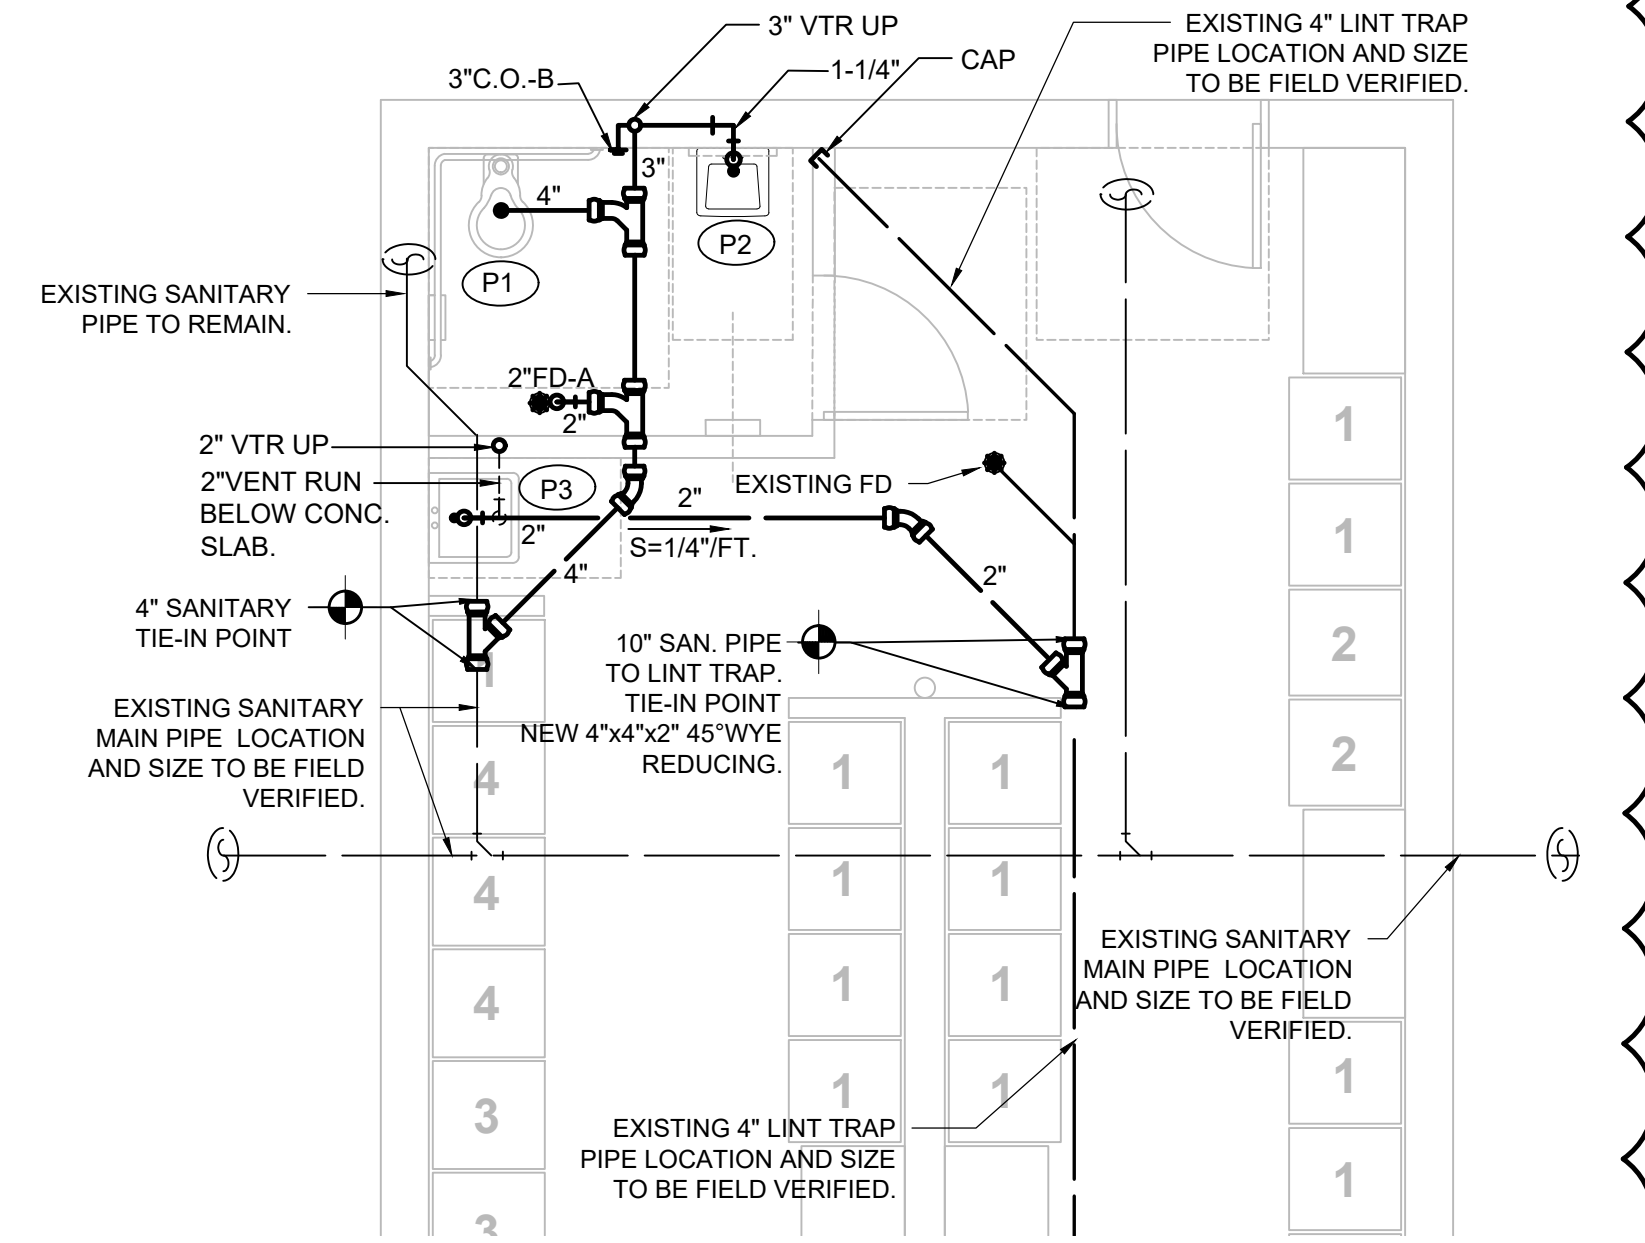 3" VTR UP
EXISTING 4" LINT TRAP
PIPE LOCATION AND SIZE
TO BE FIELD VERIFIED.
3"C.O.-B
1-1/4"
CAP
3"
4"
P1
P2
EXISTING SANITARY
PIPE TO REMAIN.
2"FD-A
2"
2" VTR UP
2"VENT RUN
BELOW CONC.
SLAB.
P3
EXISTING FD
2"
2"
S=1/4"/FT.
4"
2"
4" SANITARY
TIE-IN POINT
10" SAN. PIPE
TO LINT TRAP.
TIE-IN POINT
NEW 4"x4"x2" 45°WYE
REDUCING.
EXISTING SANITARY
MAIN PIPE LOCATION
AND SIZE TO BE FIELD
VERIFIED.
1
4
4
4
3
3
1
1
1
1
1
1
1
1
1
1
2
2
1
1
EXISTING SANITARY
MAIN PIPE LOCATION
AND SIZE TO BE FIELD
VERIFIED.
EXISTING 4" LINT TRAP
PIPE LOCATION AND SIZE
TO BE FIELD VERIFIED.